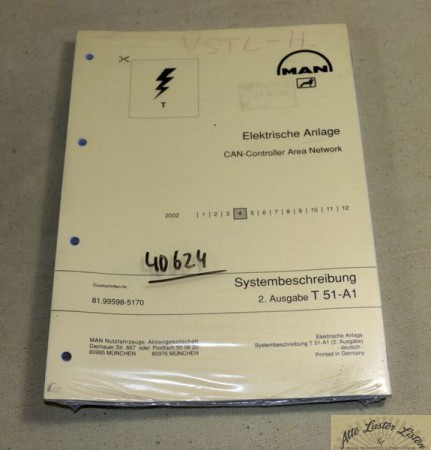 VSTL-H
MAN
T
Elektrische Anlage
CAN-Controller Area Network
2002 | 1 | 2 | 3 | 4 | 5 | 6 | 7 | 8 | 9 | 10 | 11 | 12
40624
Systembeschreibung
2. Ausgabe T 51-A1
Druckschriften-Nr.:
81.99598-5170
MAN Nutzfahrzeuge Aktiengesellschaft
Dachauer Str. 667 oder Postfach 50 06 20
80995 MÜNCHEN 80976 MÜNCHEN
Elektrische Anlage
Systembeschreibung T 51-A1 (2. Ausgabe)
- deutsch -
Printed in Germany
Alte Laster Listen